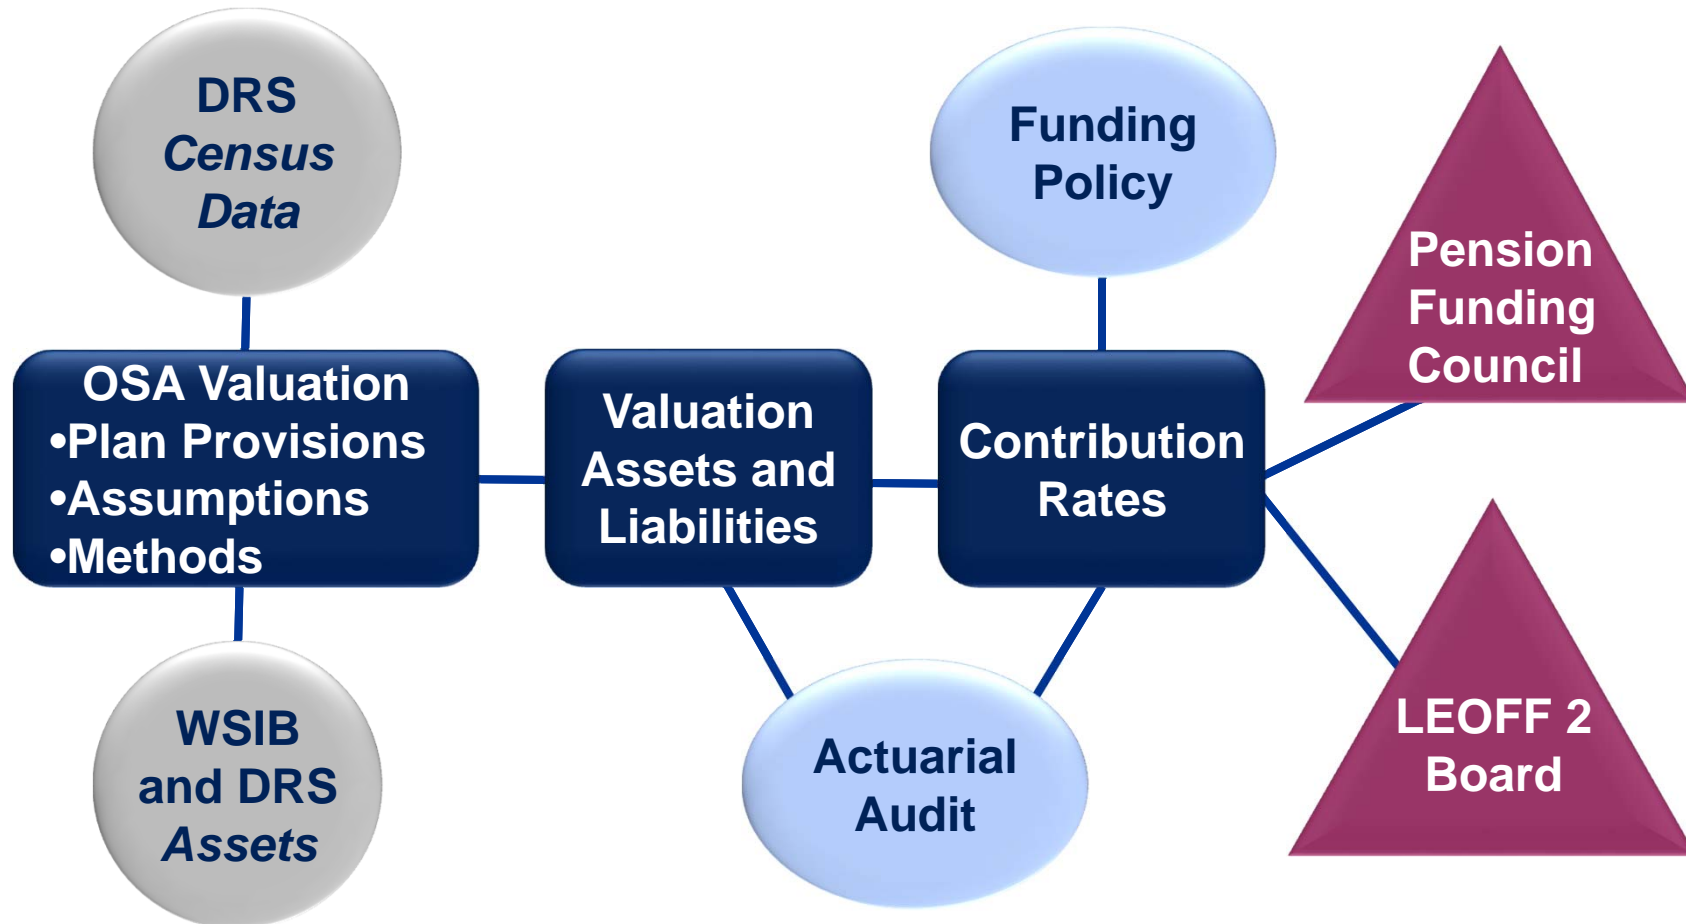 DRS
Census
Data
OSA Valuation
•Plan Provisions
•Assumptions
•Methods
WSIB
and DRS
Assets
Valuation
Assets and
Liabilities
Funding
Policy
Contribution
Rates
Actuarial
Audit
Pension
Funding
Council
LEOFF 2
Board